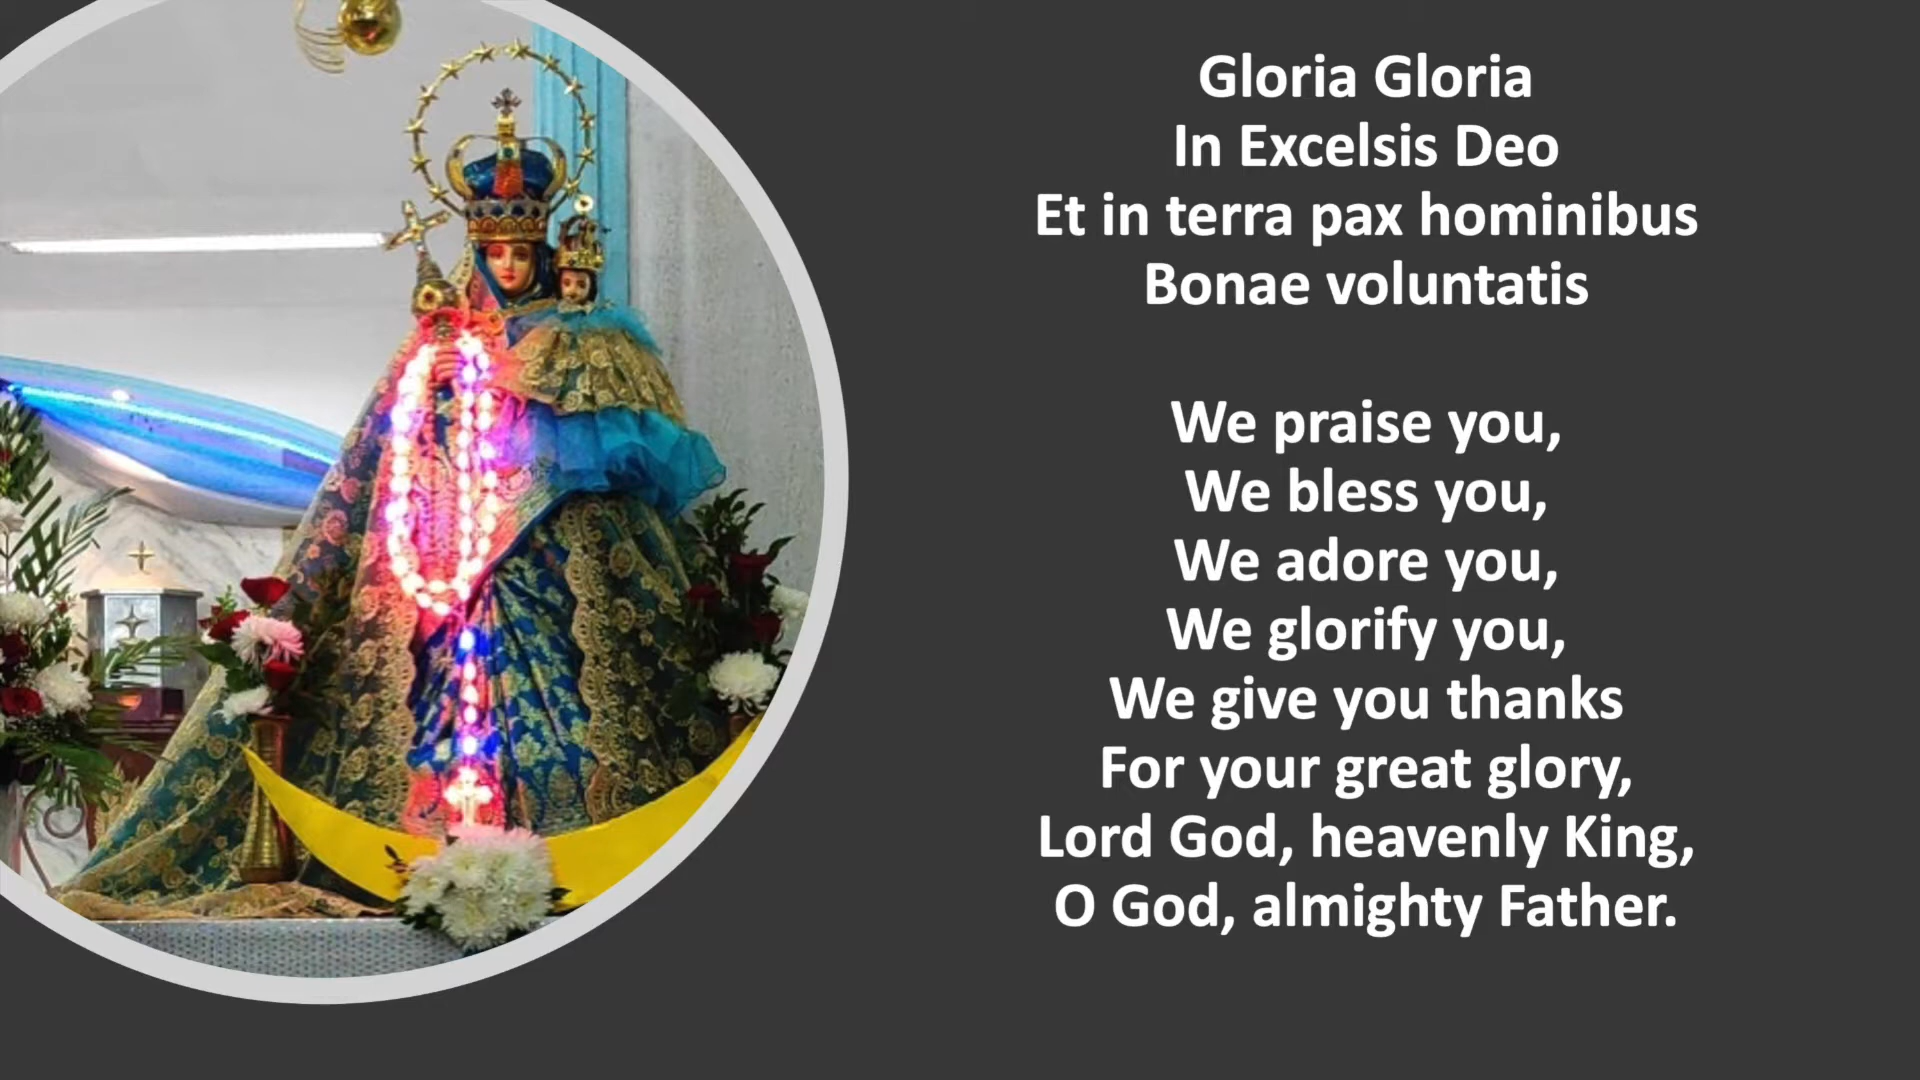 Gloria Gloria
In Excelsis Deo
Et in terra pax hominibus
Bonae voluntatis
We praise you,
We bless you,
We adore you,
We glorify you,
We give you thanks
For your great glory,
Lord God, heavenly King,
O God, almighty Father.